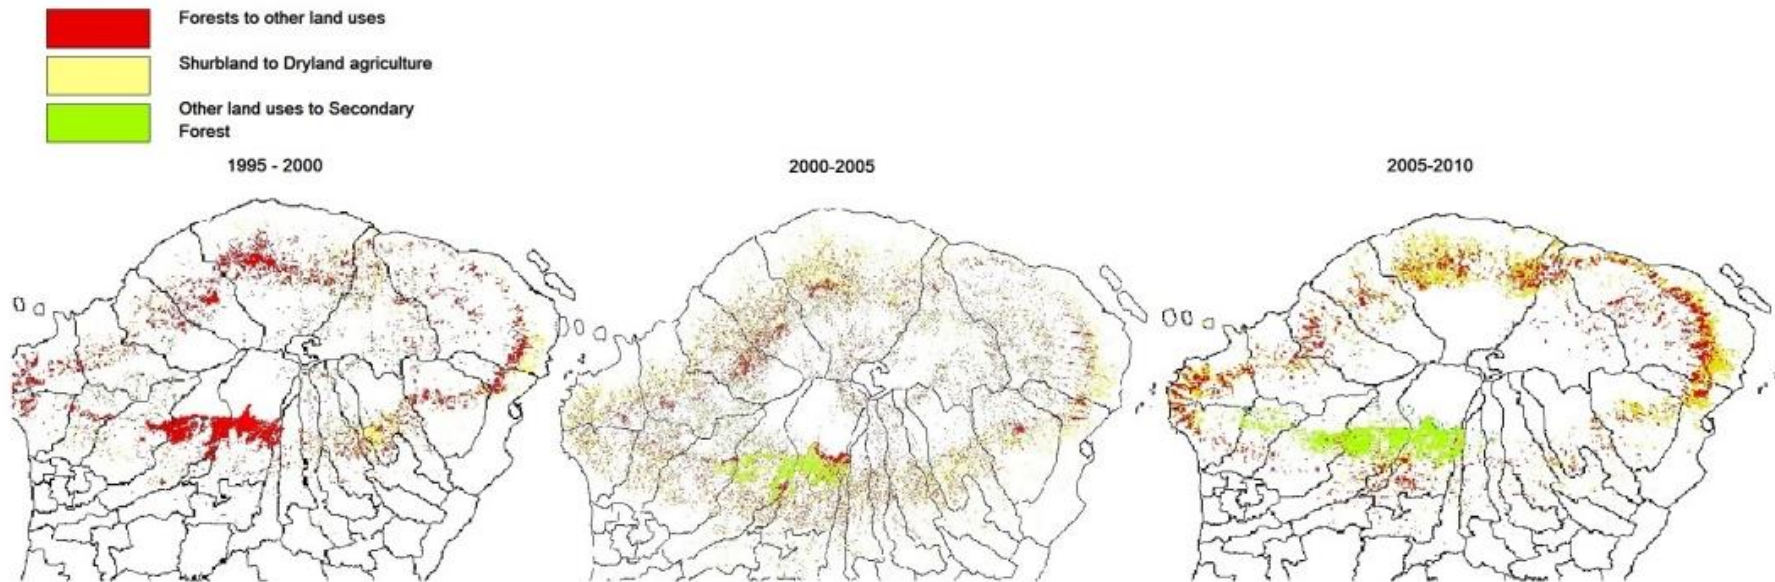 Forests to other land uses
Shurbland to Dryland agriculture
Other land uses to Secondary
Forest
1995 - 2000
2000-2005
2005-2010